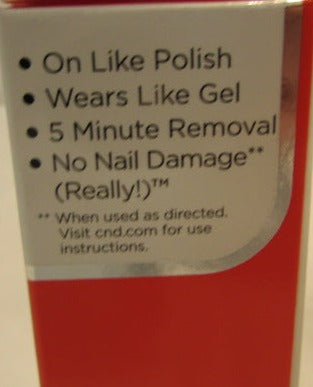 • On Like Polish
• Wears Like Gel
• 5 Minute Removal
• No Nail Damage**
(Really!)™
** When used as directed.
Visit cnd.com for use
instructions.